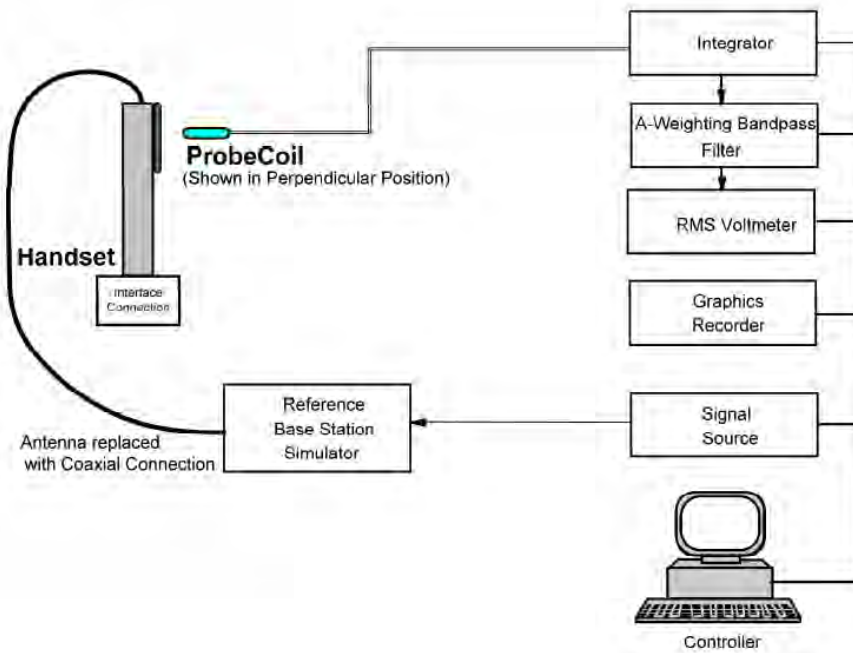 Integrator
A-Weighting Bandpass
Filter
RMS Voltmeter
Graphics
Recorder
Signal
Source
Controller
ProbeCoil
(Shown in Perpendicular Position)
Handset
Interface
Connection
Reference
Base Station
Simulator
Antenna replaced
with Coaxial Connection